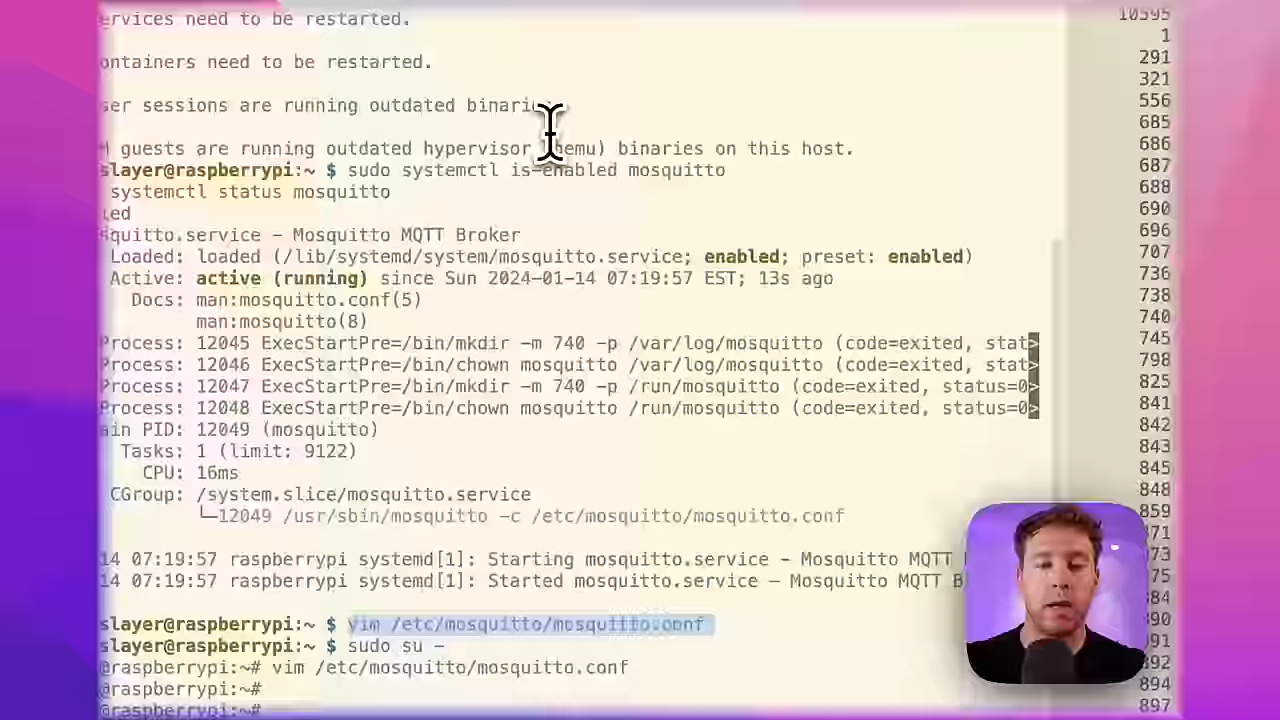 ervices need to be restarted.
ontainers need to be restarted.
ser sessions are running outdated binarie
guests are running outdated hypervisor emu) binaries on this host.
slayer@raspberrypi:~ $ sudo systemctl is-enabled mosquitto
systemctl status mosquitto
led
squitto.service - Mosquitto MQTT Broker
Loaded: loaded (/lib/systemd/system/mosquitto.service; enabled; preset: enabled)
Active: active (running) since Sun 2024-01-14 07:19:57 EST; 13s ago
Docs: man:mosquitto.conf(5)
man:mosquitto(8)
Process: 12045 ExecStartPre=/bin/mkdir -m 740 -p /var/log/mosquitto (code=exited, stat>
Process: 12046 ExecStartPre=/bin/chown mosquitto /var/log/mosquitto (code=exited, stat>
Process: 12047 ExecStartPre=/bin/mkdir -m 740 -p /run/mosquitto (code=exited, status=0>
Process: 12048 ExecStartPre=/bin/chown mosquitto /run/mosquitto (code=exited, status=0>
ain PID: 12049 (mosquitto)
Tasks: 1 (limit: 9122)
CPU: 16ms
CGroup: /system.slice/mosquitto.service
└─12049 /usr/sbin/mosquitto -c /etc/mosquitto/mosquitto.conf
14 07:19:57 raspberrypi systemd[1]: Starting mosquitto.service - Mosquitto MQTT
14 07:19:57 raspberrypi systemd[1]: Started mosquitto.service - Mosquitto MQTT B
slayer@raspberrypi:~ $ vim /etc/mosquitto/mosquitto.conf
slayer@raspberrypi:~ $ sudo su -
@raspberrypi:~# vim /etc/mosquitto/mosquitto.conf
@raspberrypi:~#
@raspberrypi:~#
10595
1
291
321
556
685
686
687
688
690
696
707
736
738
740
745
798
825
841
842
843
845
848
859
871
73
75
84
890
91
892
894
897